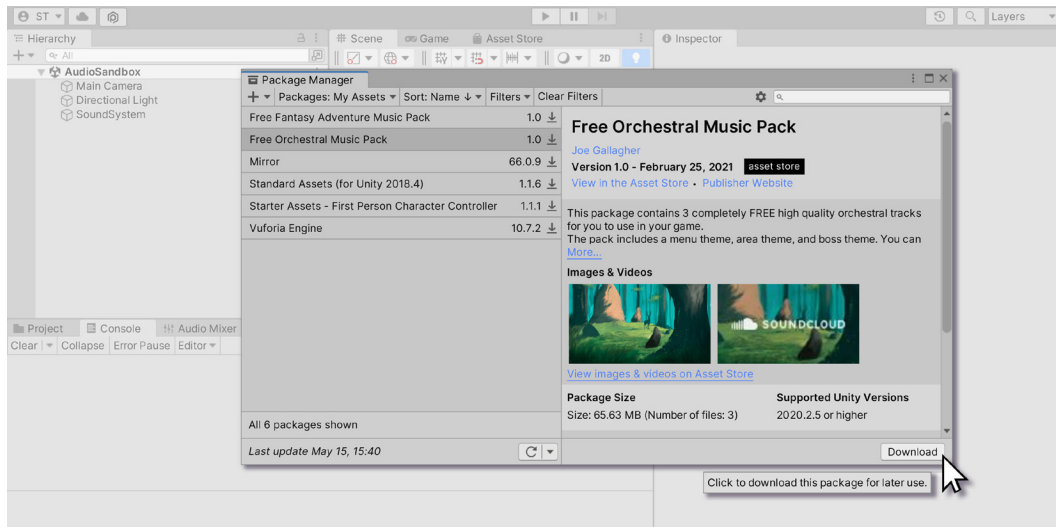 ST
Layers
Hierarchy
Scene
Game
Asset Store
Inspector
All
2D
AudioSandbox
Main Camera
Directional Light
SoundSystem
Project
Console
Audio Mixer
Clear
Collapse
Error Pause
Editor
Package Manager
Packages: My Assets
Sort: Name ↓
Filters
Clear Filters
Free Fantasy Adventure Music Pack 1.0
Free Orchestral Music Pack 1.0
Mirror 66.0.9
Standard Assets (for Unity 2018.4) 1.1.6
Starter Assets - First Person Character Controller 1.1.1
Vuforia Engine 10.7.2
All 6 packages shown
Last update May 15, 15:40
Free Orchestral Music Pack
Joe Gallagher
Version 1.0 - February 25, 2021 asset store
View in the Asset Store • Publisher Website
This package contains 3 completely FREE high quality orchestral tracks
for you to use in your game.
The pack includes a menu theme, area theme, and boss theme. You can
More...
Images & Videos
SOUNDCLOUD
View images & videos on Asset Store
Package Size
Size: 65.63 MB (Number of files: 3)
Supported Unity Versions
2020.2.5 or higher
Download
Click to download this package for later use.